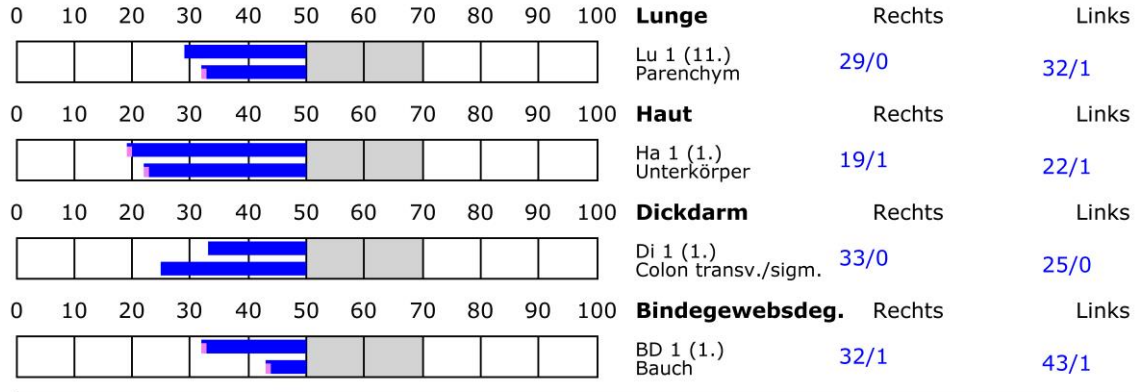 0 10 20 30 40 50 60 70 80 90 100 Lunge Rechts Links
Lu 1 (11.)
Parenchym 29/0 32/1
0 10 20 30 40 50 60 70 80 90 100 Haut Rechts Links
Ha 1 (1.)
Unterkörper 19/1 22/1
0 10 20 30 40 50 60 70 80 90 100 Dickdarm Rechts Links
Di 1 (1.)
Colon transv./sigm. 33/0 25/0
0 10 20 30 40 50 60 70 80 90 100 Bindegewebsdeg. Rechts Links
BD 1 (1.)
Bauch 32/1 43/1